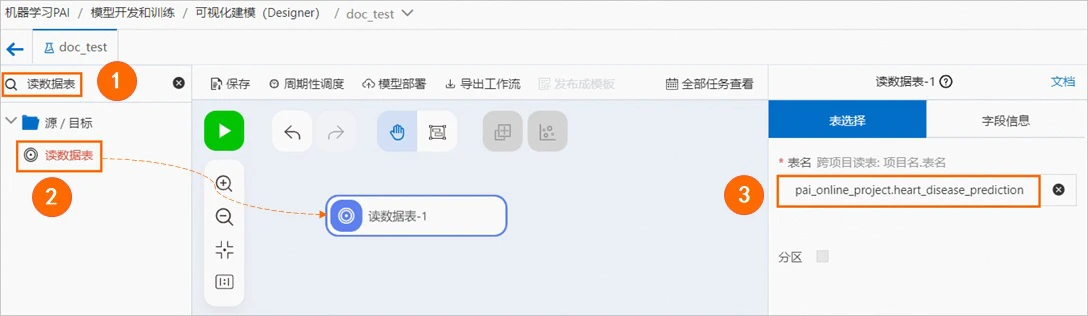 机器学习PAI / 模型开发和训练 / 可视化建模（Designer） / doc_test
doc_test
读数据表
1
保存 周期性调度 模型部署 导出工作流 发布成模板 全部任务查看
读数据表-1
文档
源 / 目标
读数据表
2
读数据表-1
表选择 字段信息
* 表名 跨项目读表: 项目名.表名
3
pai_online_project.heart_disease_prediction
分区